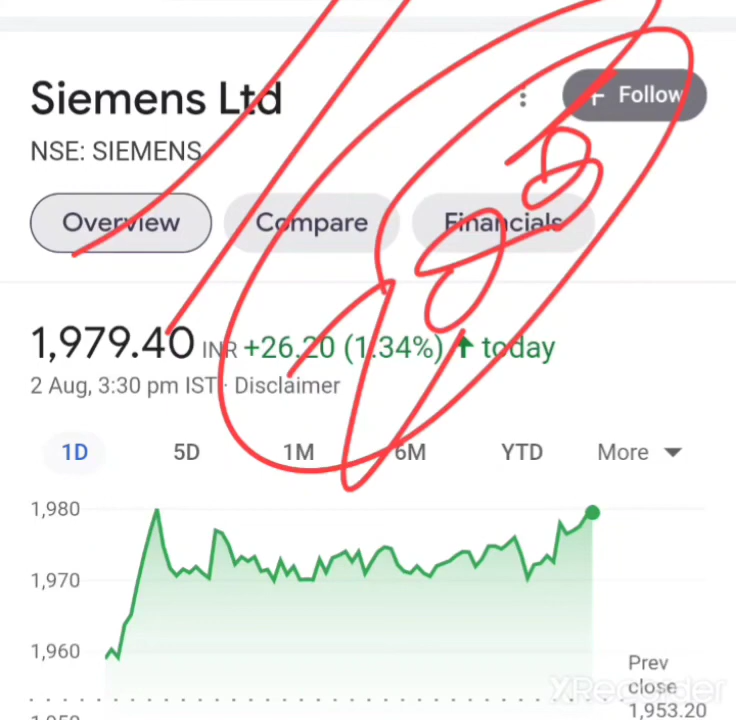 Siemens Ltd
+ Follow
NSE: SIEMENS
Overview Compare Financials
1,979.40 INR +26.20 (1.34%) ↑ today
2 Aug, 3:30 pm IST · Disclaimer
1D 5D 1M 6M YTD More
1,980
1,970
1,960
Prev
close
1,953.20
XRecorder